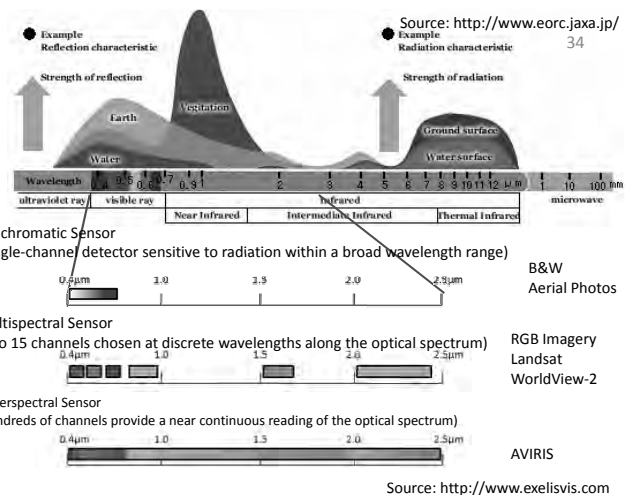 Source: http://www.eorc.jaxa.jp/
34
Example
Reflection characteristic
Example
Radiation characteristic
Strength of reflection
Strength of radiation
Vegitation
Earth
Water
Ground surface
Water surface
Wavelength 0.4 0.5 0.6 0.7 0.9 1 2 3 4 5 6 7 8 9 10 11 12 μm 1 10 100 mm
ultraviolet ray visible ray Infrared microwave
Near Infrared Intermediate Infrared Thermal Infrared
chromatic Sensor
gle-channel detector sensitive to radiation within a broad wavelength range)
0.4μm 1.0 1.5 2.0 2.5μm
B&W
Aerial Photos
ltispectral Sensor
o 15 channels chosen at discrete wavelengths along the optical spectrum)
0.4μm 1.0 1.5 2.0 2.5μm
RGB Imagery
Landsat
WorldView-2
erspectral Sensor
ndreds of channels provide a near continuous reading of the optical spectrum)
0.4μm 1.0 1.5 2.0 2.5μm
AVIRIS
Source: http://www.exelisvis.com